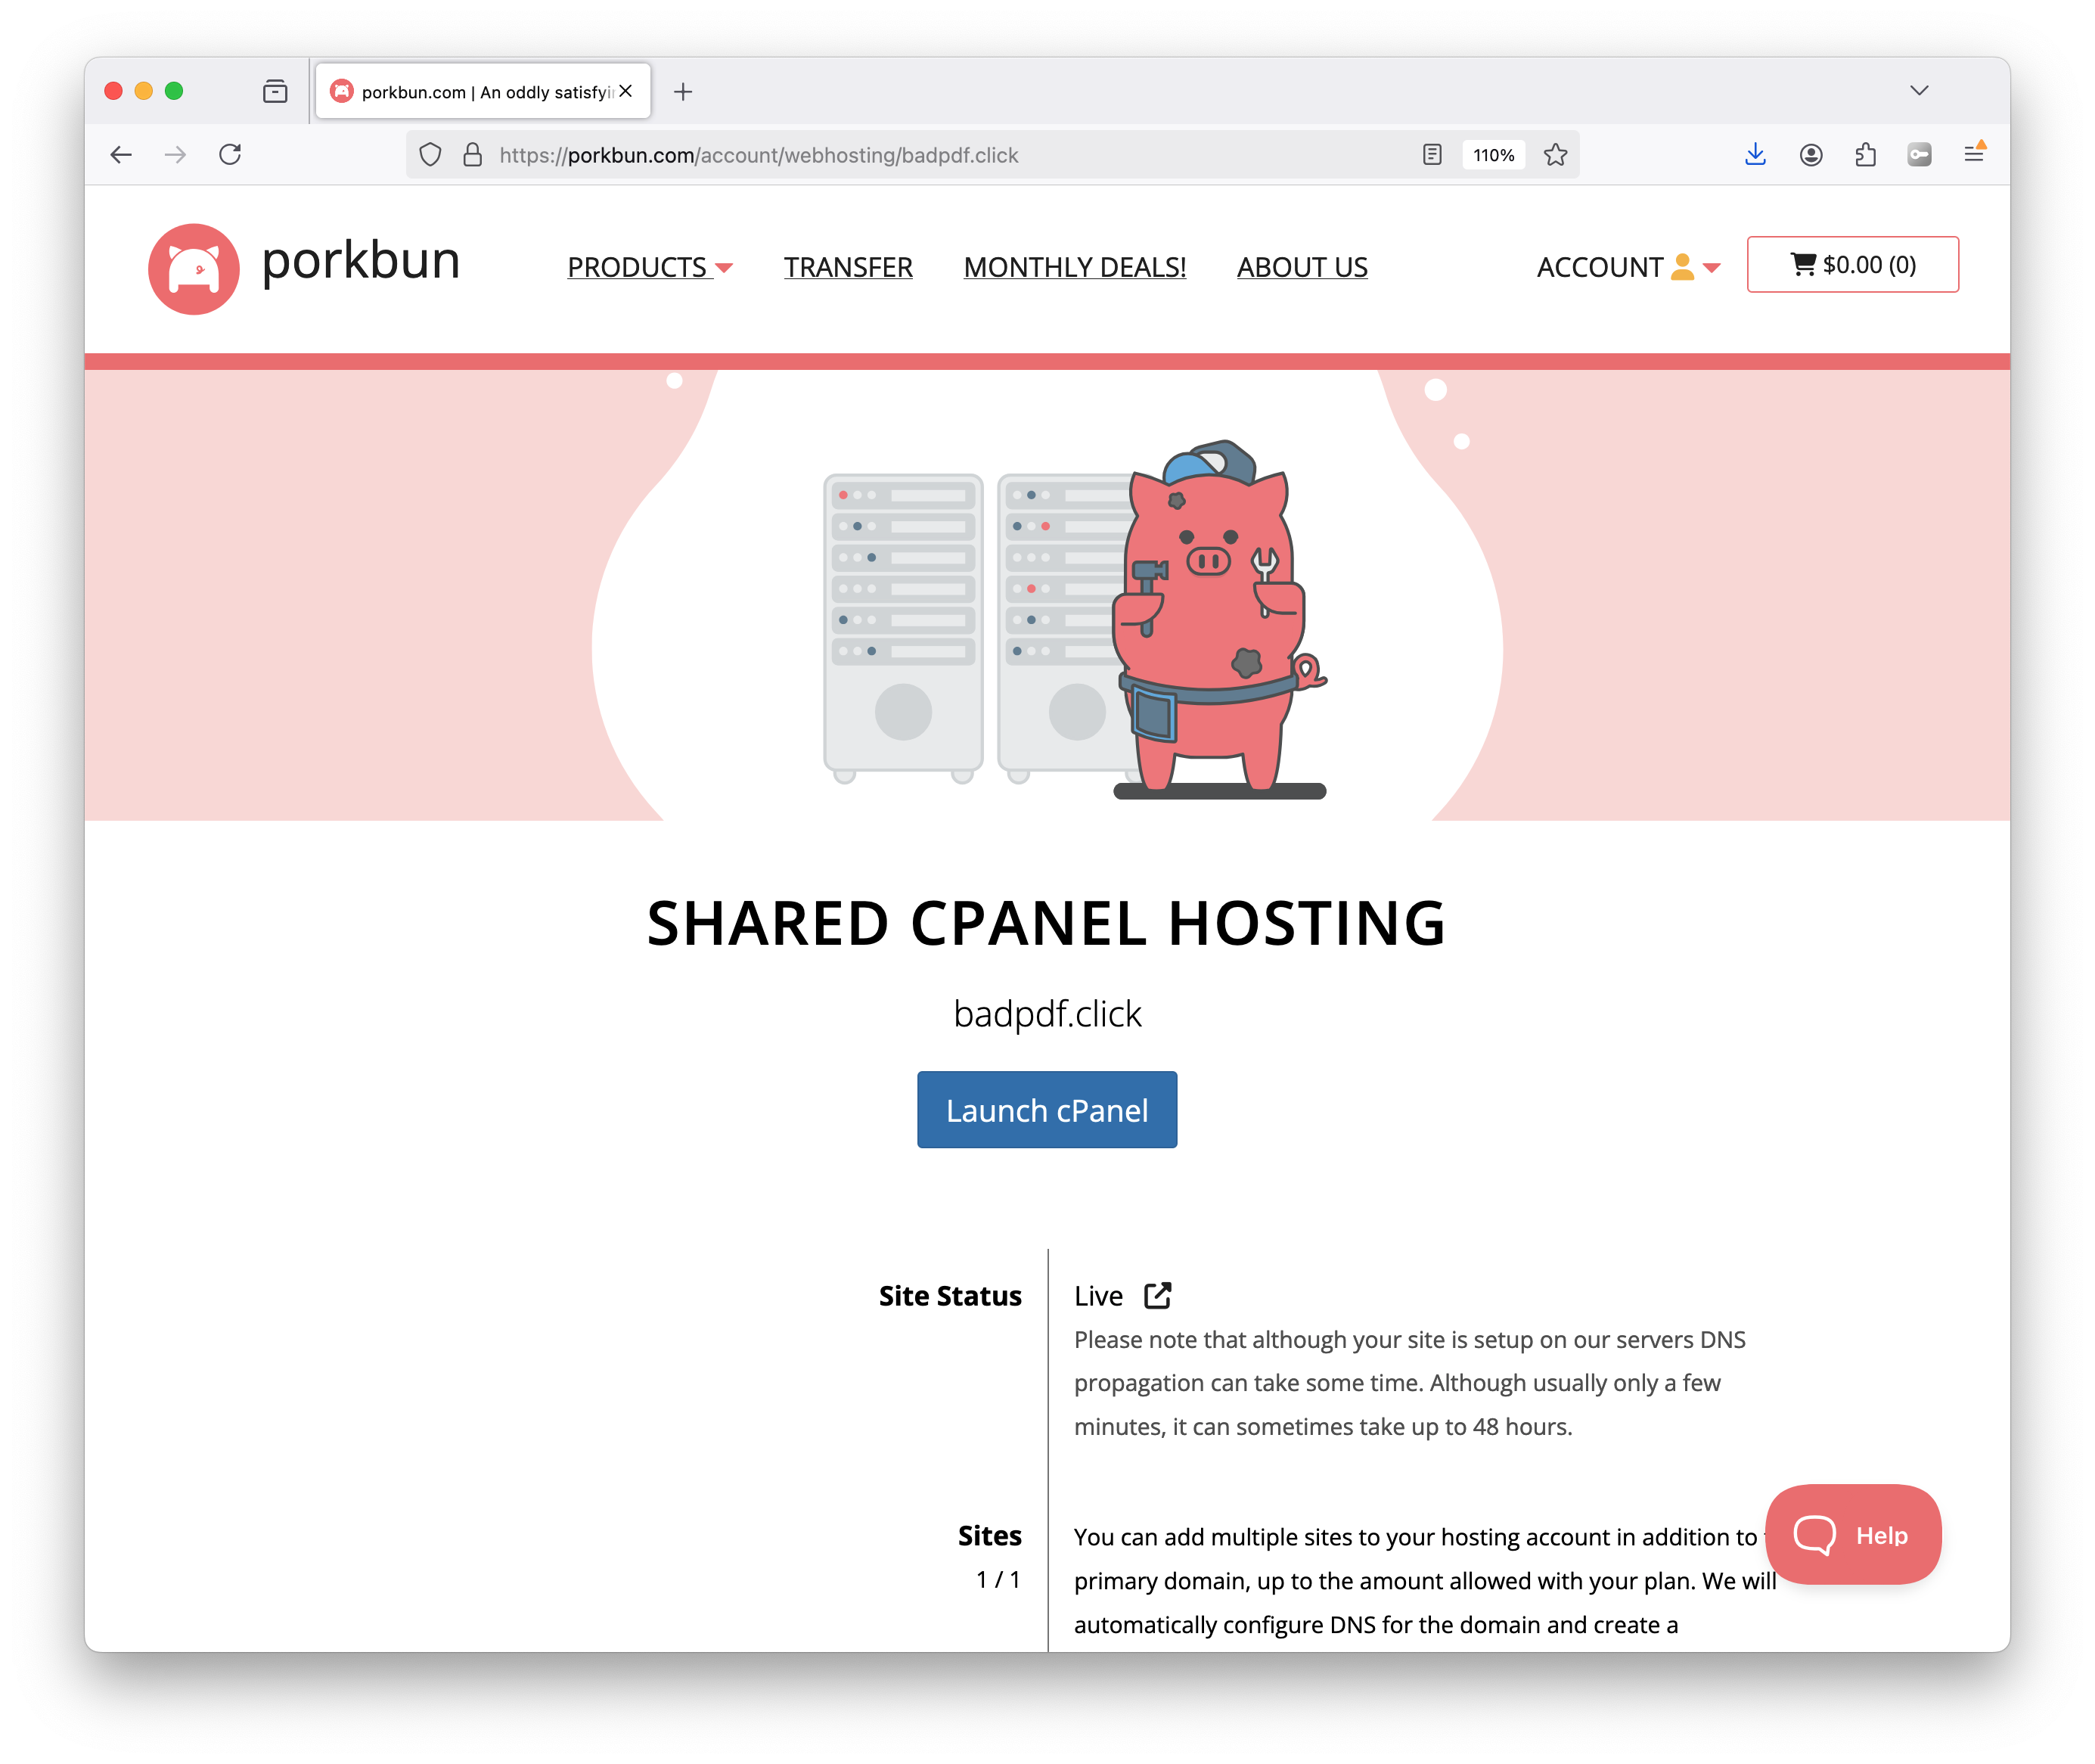 porkbun.com | An oddly satisfyi
https://porkbun.com/account/webhosting/badpdf.click
110%
porkbun
PRODUCTS
TRANSFER
MONTHLY DEALS!
ABOUT US
ACCOUNT
$0.00 (0)
SHARED CPANEL HOSTING
badpdf.click
Launch cPanel
Site Status
Live
Please note that although your site is setup on our servers DNS
propagation can take some time. Although usually only a few
minutes, it can sometimes take up to 48 hours.
Sites
1 / 1
You can add multiple sites to your hosting account in addition to
primary domain, up to the amount allowed with your plan. We will
automatically configure DNS for the domain and create a
Help